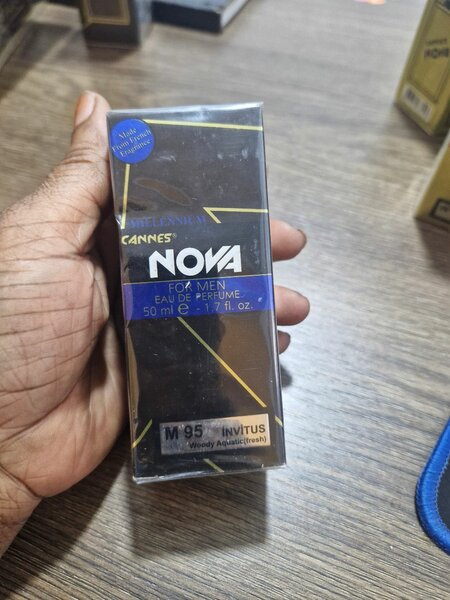 Made
From French
Fragrance
MILLENNIUM
CANNES®
NOVA
FOR MEN
EAU DE PERFUME
50 ml e - 1.7 fl. oz.
M 95 INVITUS
Woody Aquatic(fresh)